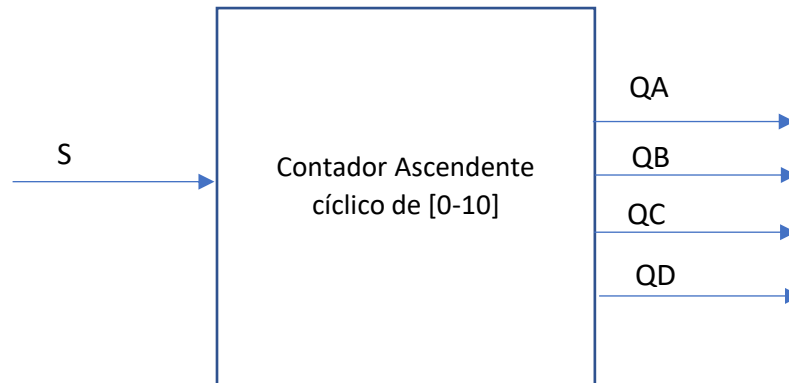 S
Contador Ascendente
cíclico de [0-10]
QA
QB
QC
QD